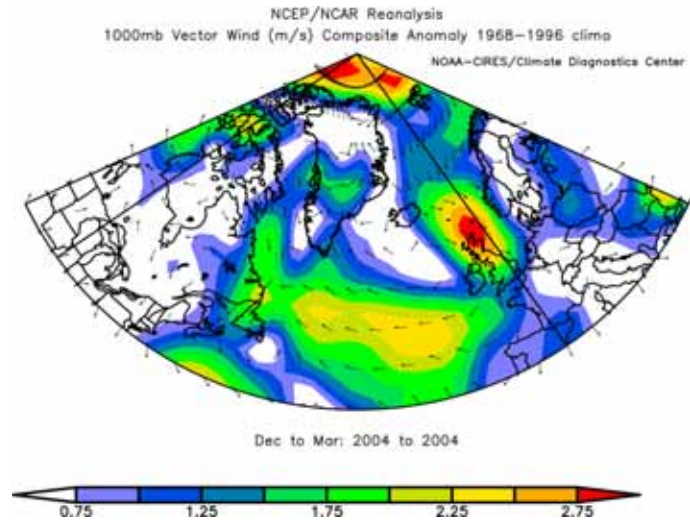 NCEP/NCAR Reanalysis
1000mb Vector Wind (m/s) Composite Anomaly 1968-1996 climo
NOAA-CIRES/Climate Diagnostics Center
Dec to Mar: 2004 to 2004
0.75 1.25 1.75 2.25 2.75